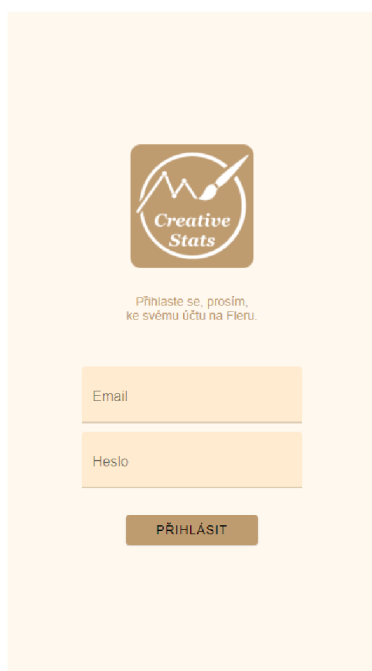 Creative
Stats
Přihlaste se, prosím,
ke svému účtu na Fleru.
Email
Heslo
PŘIHLÁSIT